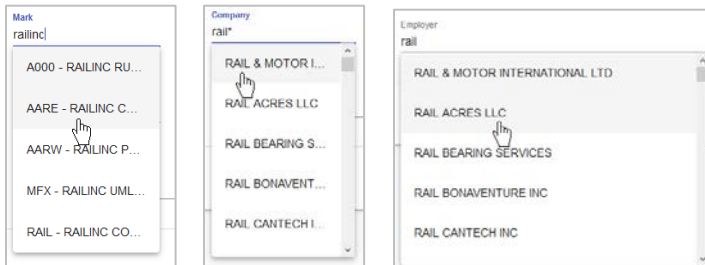 Mark
railinc
A000 - RAILINC RU...
AARE - RAILINC C...
AARW - RAILINC P...
MFX - RAILINC UML...
RAIL - RAILINC CO...
Company
rail*
RAIL & MOTOR I...
RAIL ACRES LLC
RAIL BEARING S...
RAIL BONAVENT...
RAIL CANTECH I...
Employer
rail
RAIL & MOTOR INTERNATIONAL LTD
RAIL ACRES LLC
RAIL BEARING SERVICES
RAIL BONAVENTURE INC
RAIL CANTECH INC